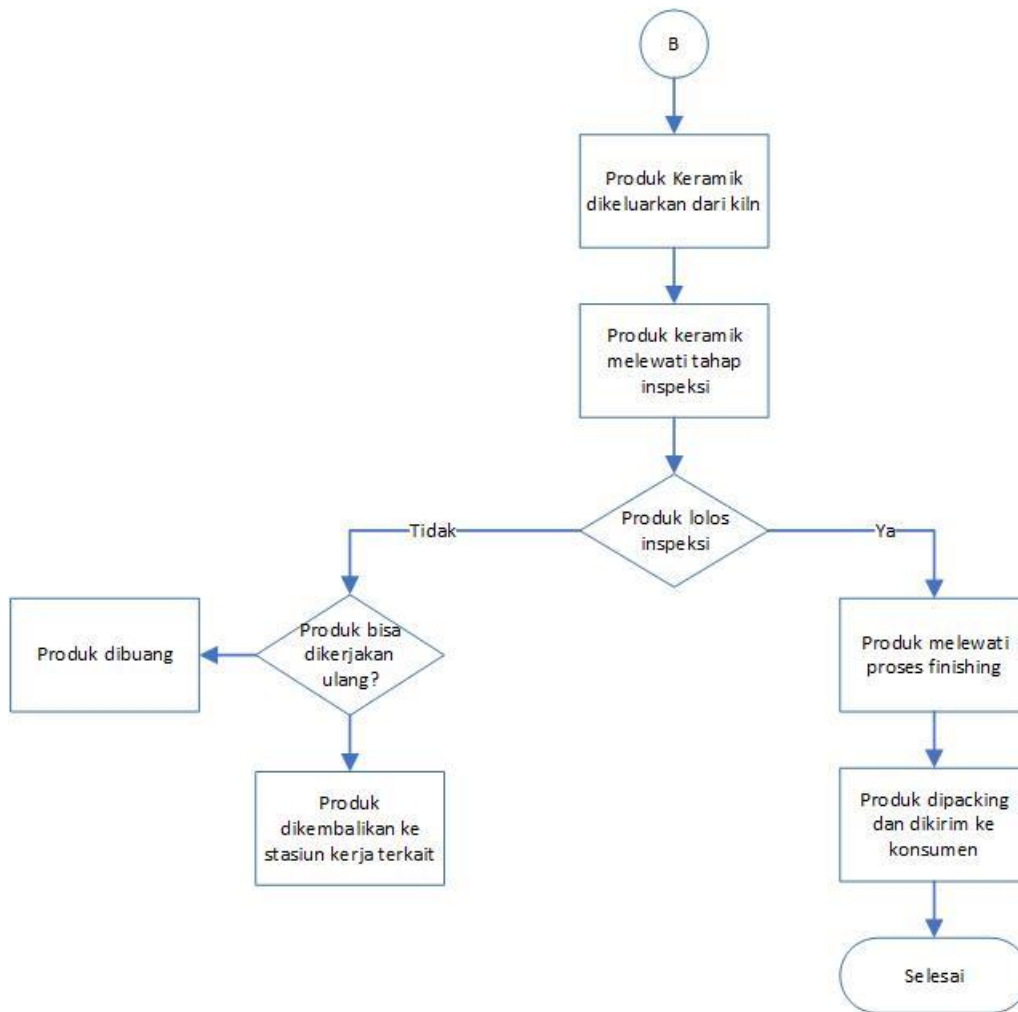 B
Produk Keramik
dikeluarkan dari kiln
Produk keramik
melewati tahap
inspeksi
Produk lolos
inspeksi
Tidak
Ya
Produk dibuang
Produk bisa
dikerjakan
ulang?
Produk melewati
proses finishing
Produk
dikembalikan ke
stasiun kerja terkait
Produk dipacking
dan dikirim ke
konsumen
Selesai